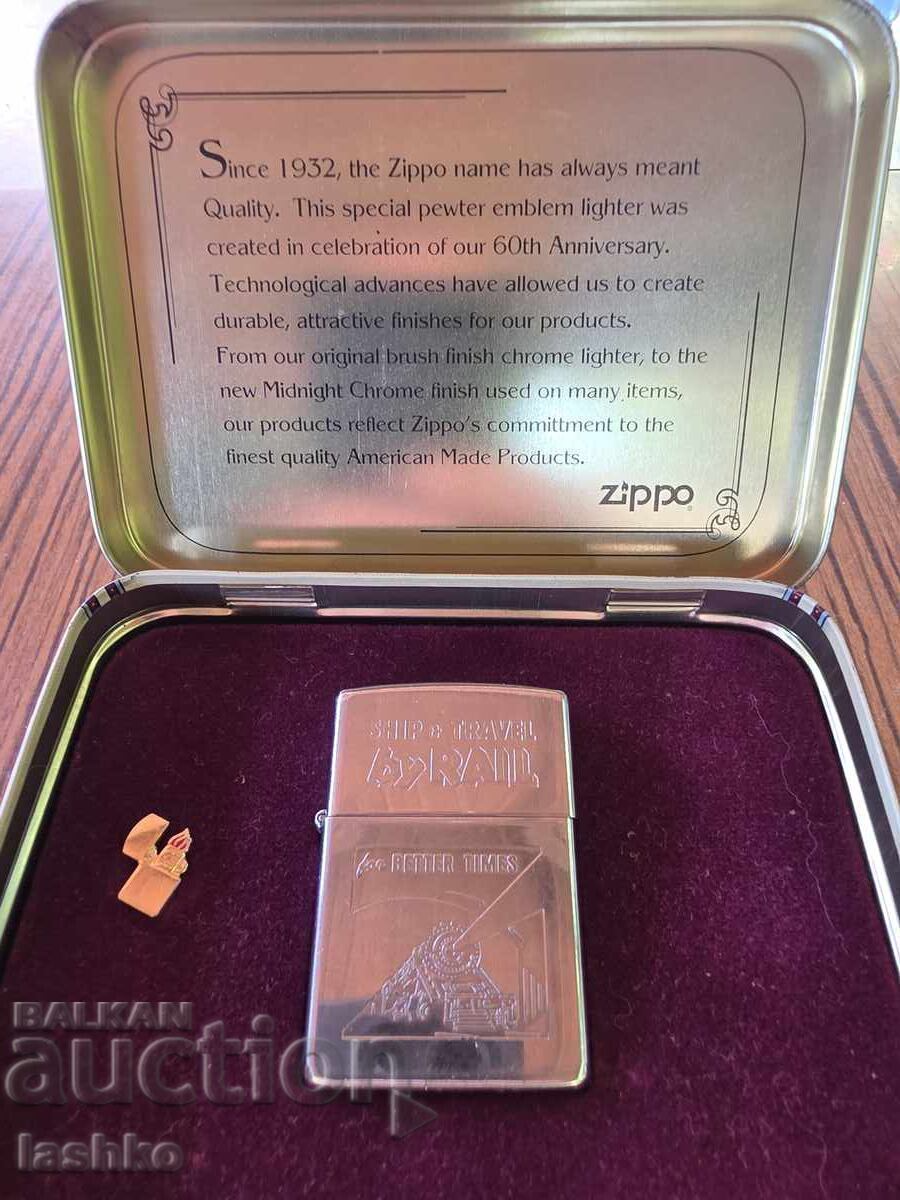 Since 1932, the Zippo name has always meant
Quality. This special pewter emblem lighter was
created in celebration of our 60th Anniversary.
Technological advances have allowed us to create
durable, attractive finishes for our products.
From our original brush finish chrome lighter, to the
new Midnight Chrome finish used on many items,
our products reflect Zippo's committment to the
finest quality American Made Products.
zippo
SHIP & TRAVEL
by RAIL
for BETTER TIMES
BALKAN
auction
lashko